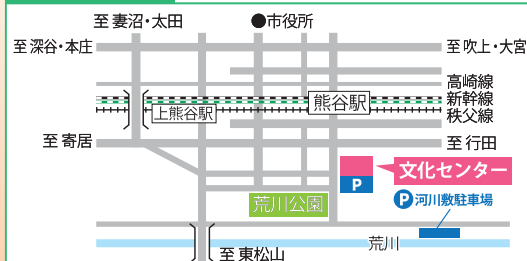 至 妻沼・太田
●市役所
至 深谷・本庄
至 吹上・大宮
高崎線
新幹線
秩父線
熊谷駅
上熊谷駅
至 寄居
至 行田
文化センター
P
P 河川敷駐車場
荒川公園
荒川
至 東松山